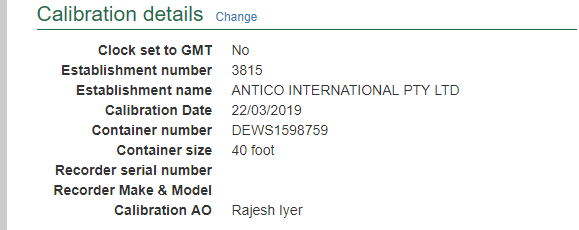 Calibration details Change
Clock set to GMT No
Establishment number 3815
Establishment name ANTICO INTERNATIONAL PTY LTD
Calibration Date 22/03/2019
Container number DEWS1598759
Container size 40 foot
Recorder serial number
Recorder Make & Model
Calibration AO Rajesh Iyer